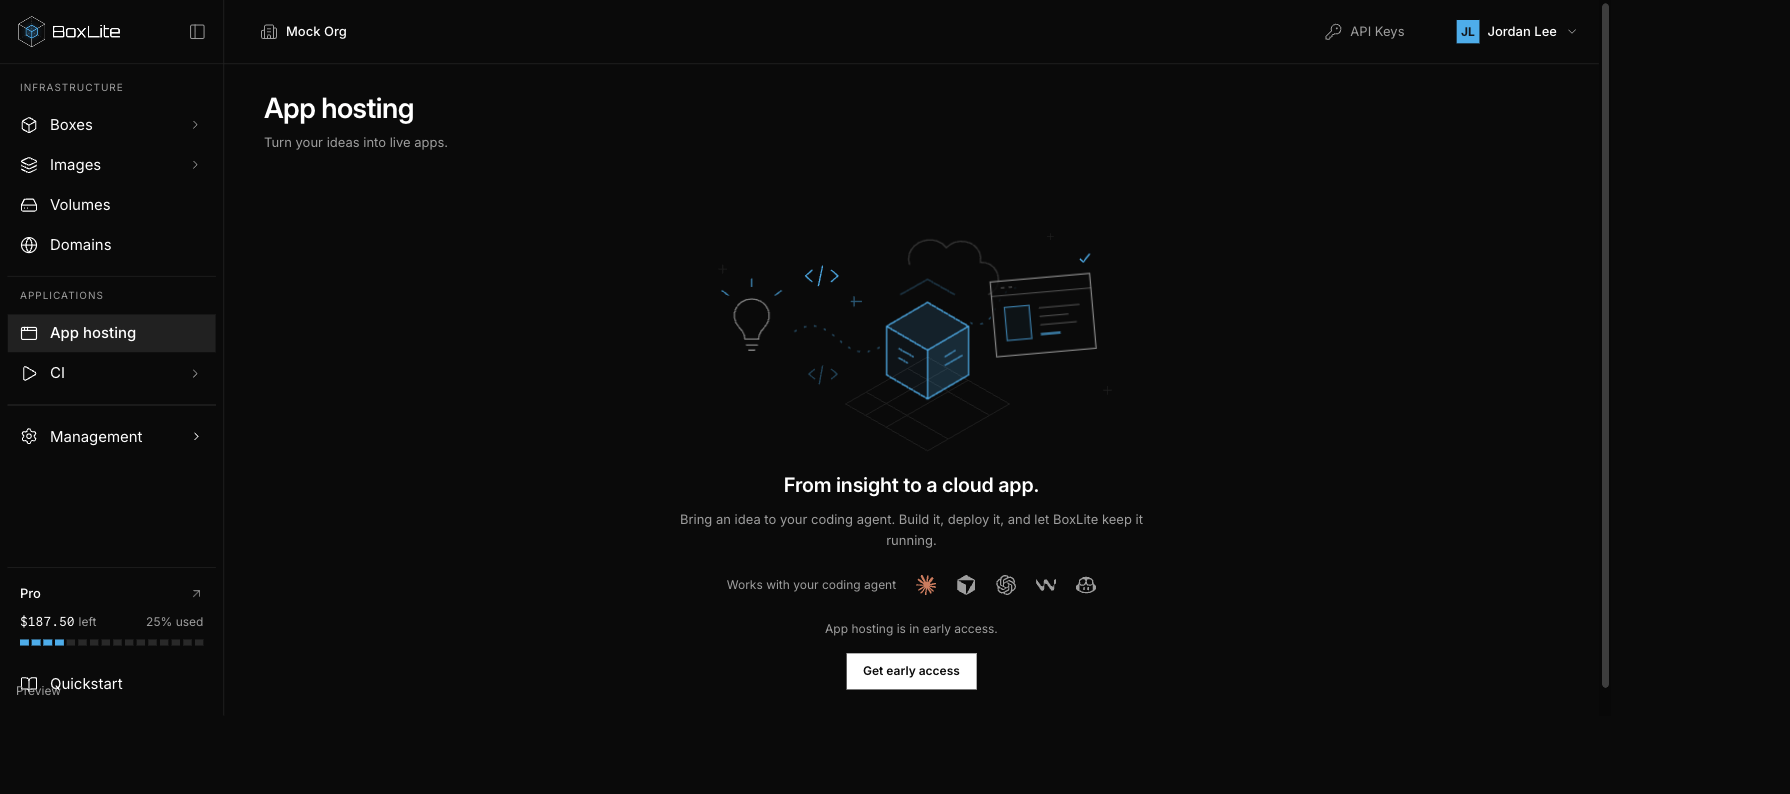 BoxLite
Mock Org
API Keys
JL
Jordan Lee
INFRASTRUCTURE
Boxes
Images
Volumes
Domains
APPLICATIONS
App hosting
CI
Management
Pro
$187.50 left
25% used
Quickstart
Preview
App hosting
Turn your ideas into live apps.
From insight to a cloud app.
Bring an idea to your coding agent. Build it, deploy it, and let BoxLite keep it
running.
Works with your coding agent
App hosting is in early access.
Get early access